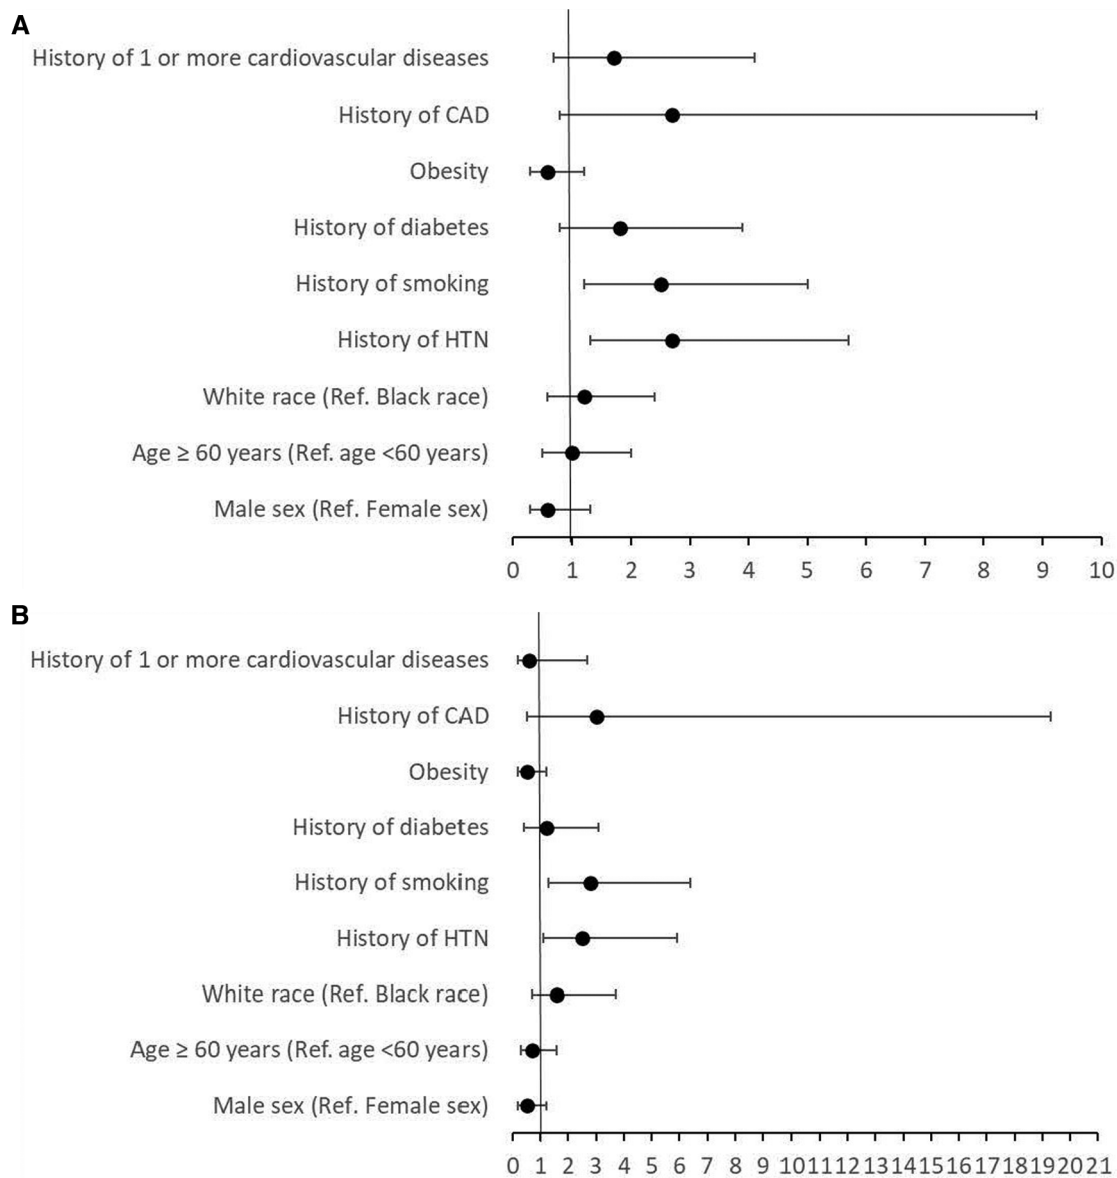 A
History of 1 or more cardiovascular diseases
History of CAD
Obesity
History of diabetes
History of smoking
History of HTN
White race (Ref. Black race)
Age ≥ 60 years (Ref. age <60 years)
Male sex (Ref. Female sex)
0 1 2 3 4 5 6 7 8 9 10
B
History of 1 or more cardiovascular diseases
History of CAD
Obesity
History of diabetes
History of smoking
History of HTN
White race (Ref. Black race)
Age ≥ 60 years (Ref. age <60 years)
Male sex (Ref. Female sex)
0 1 2 3 4 5 6 7 8 9 10 11 12 13 14 15 16 17 18 19 20 21